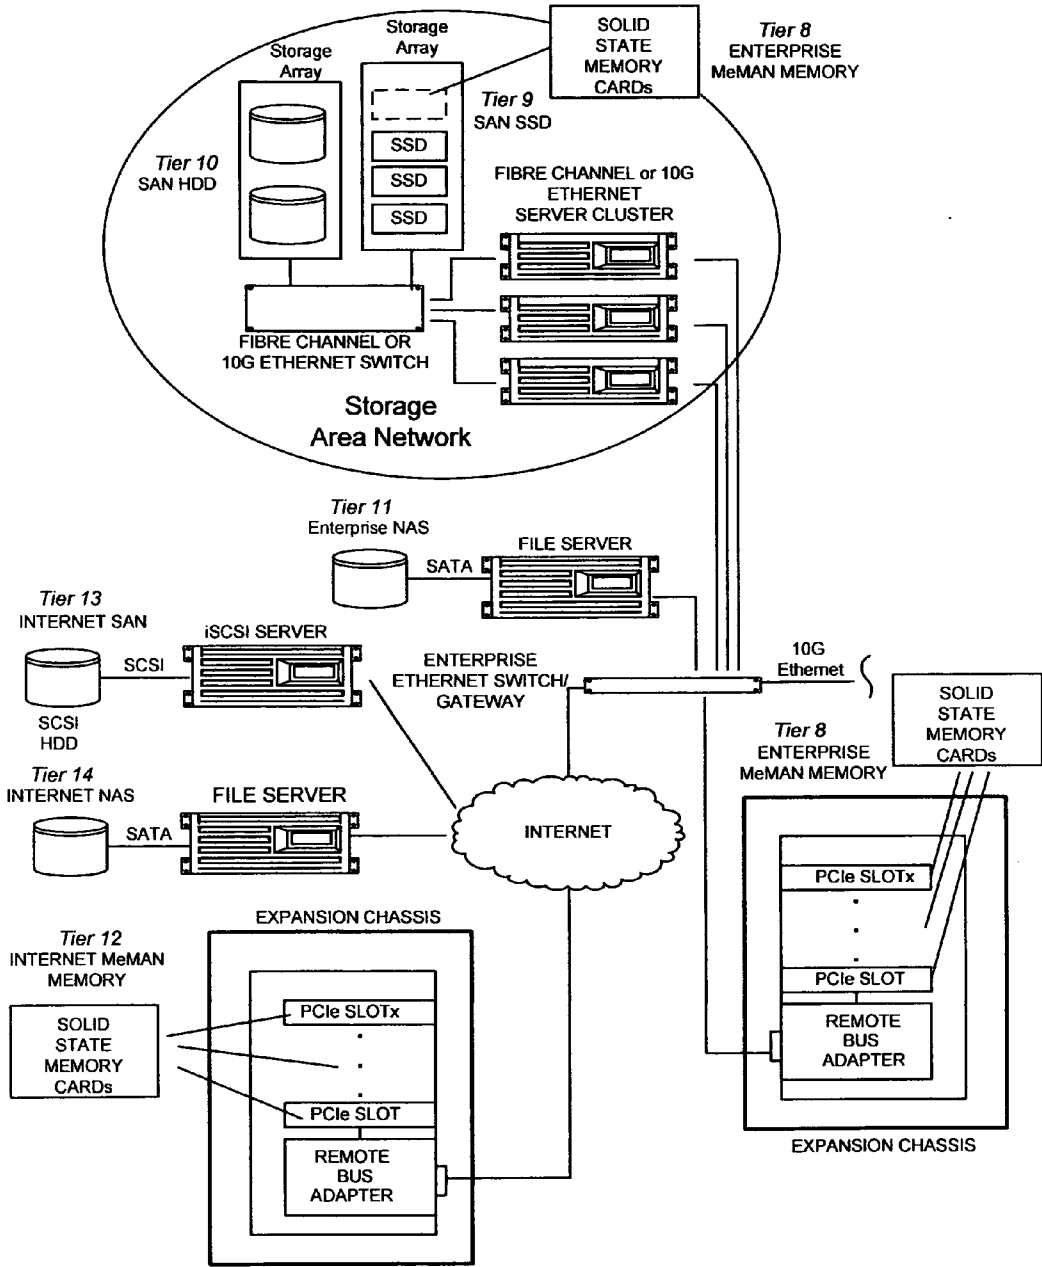 Storage
Array
Storage
Array
SOLID
STATE
MEMORY
CARDs
Tier 8
ENTERPRISE
MeMAN MEMORY
Tier 9
SAN SSD
SSD
SSD
SSD
Tier 10
SAN HDD
FIBRE CHANNEL or 10G
ETHERNET
SERVER CLUSTER
FIBRE CHANNEL OR
10G ETHERNET SWITCH
Storage
Area Network
Tier 11
Enterprise NAS
SATA
FILE SERVER
Tier 13
INTERNET SAN
SCSI
iSCSI SERVER
SCSI
HDD
ENTERPRISE
ETHERNET SWITCH/
GATEWAY
10G
Ethernet
SOLID
STATE
MEMORY
CARDs
Tier 8
ENTERPRISE
MeMAN MEMORY
Tier 14
INTERNET NAS
SATA
FILE SERVER
INTERNET
PCIe SLOTx
PCIe SLOT
REMOTE
BUS
ADAPTER
EXPANSION CHASSIS
EXPANSION CHASSIS
Tier 12
INTERNET MeMAN
MEMORY
SOLID
STATE
MEMORY
CARDs
PCIe SLOTx
PCIe SLOT
REMOTE
BUS
ADAPTER